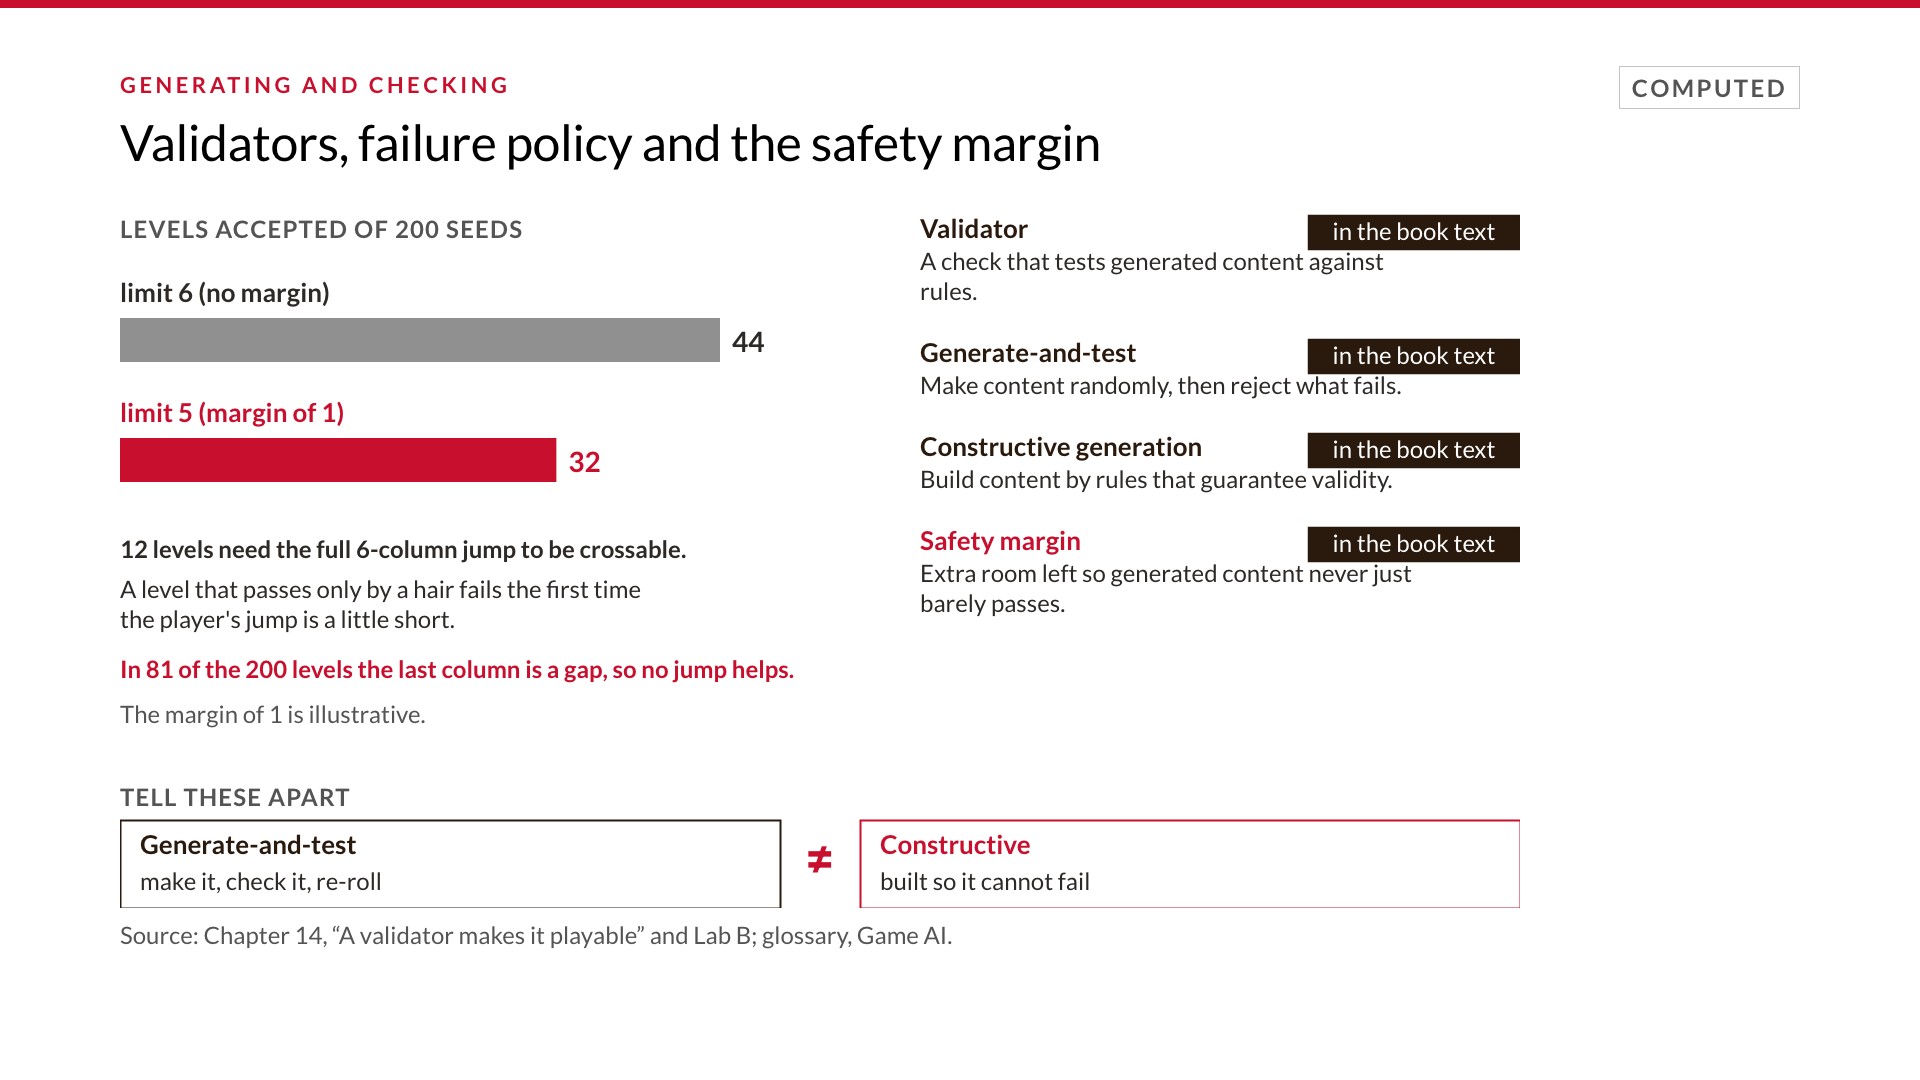 GENERATING AND CHECKING
COMPUTED
Validators, failure policy and the safety margin
LEVELS ACCEPTED OF 200 SEEDS
limit 6 (no margin)
44
limit 5 (margin of 1)
32
12 levels need the full 6-column jump to be crossable.
A level that passes only by a hair fails the first time
the player's jump is a little short.
In 81 of the 200 levels the last column is a gap, so no jump helps.
The margin of 1 is illustrative.
Validator
in the book text
A check that tests generated content against
rules.
Generate-and-test
in the book text
Make content randomly, then reject what fails.
Constructive generation
in the book text
Build content by rules that guarantee validity.
Safety margin
in the book text
Extra room left so generated content never just
barely passes.
TELL THESE APART
Generate-and-test
make it, check it, re-roll
≠
Constructive
built so it cannot fail
Source: Chapter 14, “A validator makes it playable” and Lab B; glossary, Game AI.